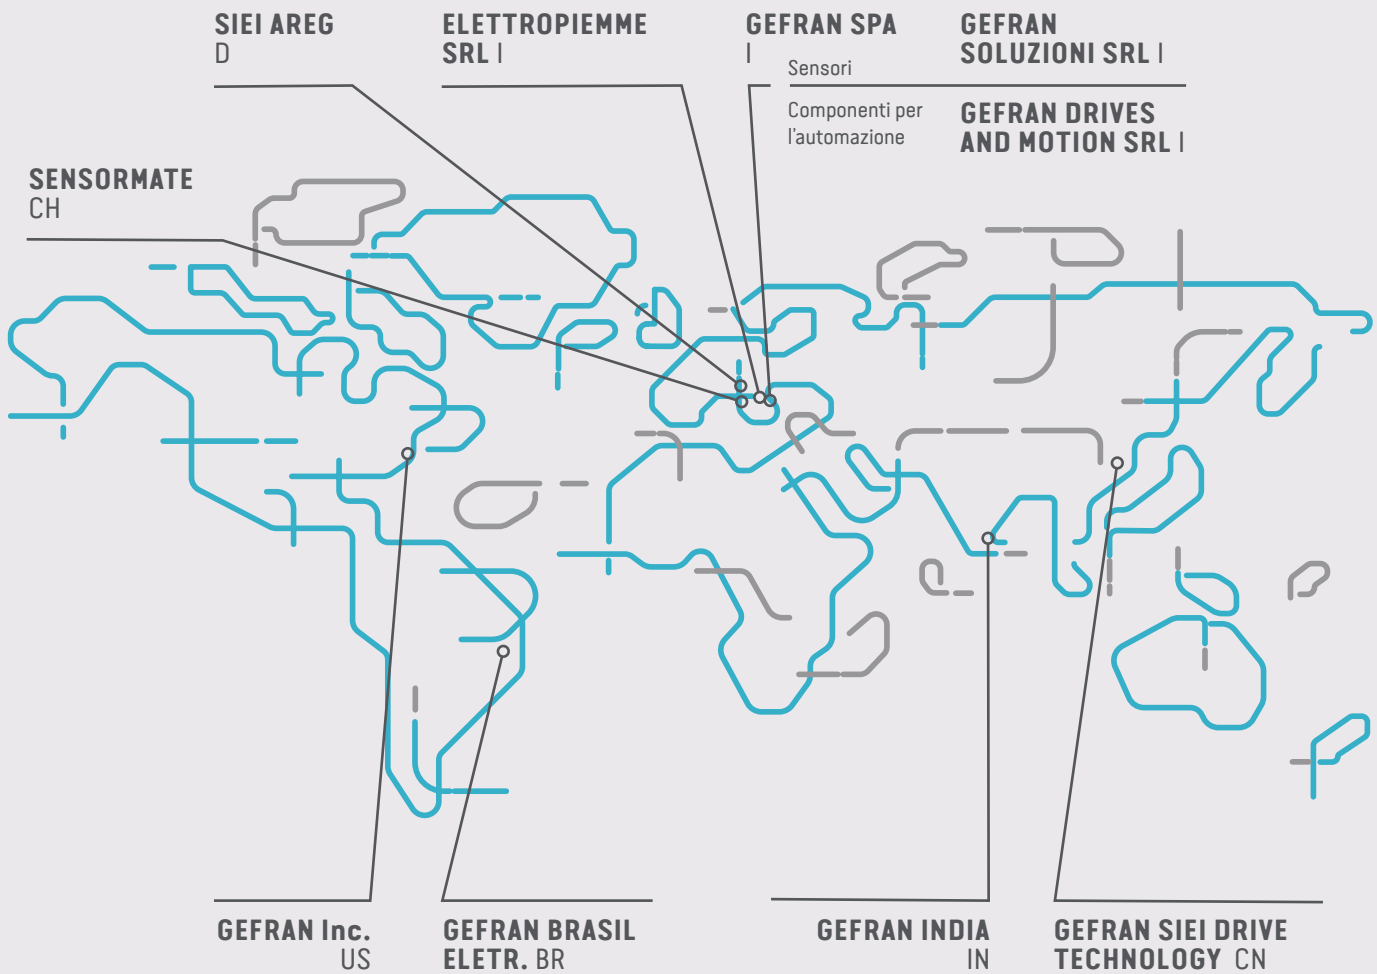 SIEI AREG
D
ELETTROPIEMME
SRL I
GEFRAN SPA
I
Sensori
Componenti per
l'automazione
GEFRAN
SOLUZIONI SRL I
GEFRAN DRIVES
AND MOTION SRL I
SENSORMATE
CH
GEFRAN Inc.
US
GEFRAN BRASIL
ELETR. BR
GEFRAN INDIA
IN
GEFRAN SIEI DRIVE
TECHNOLOGY CN